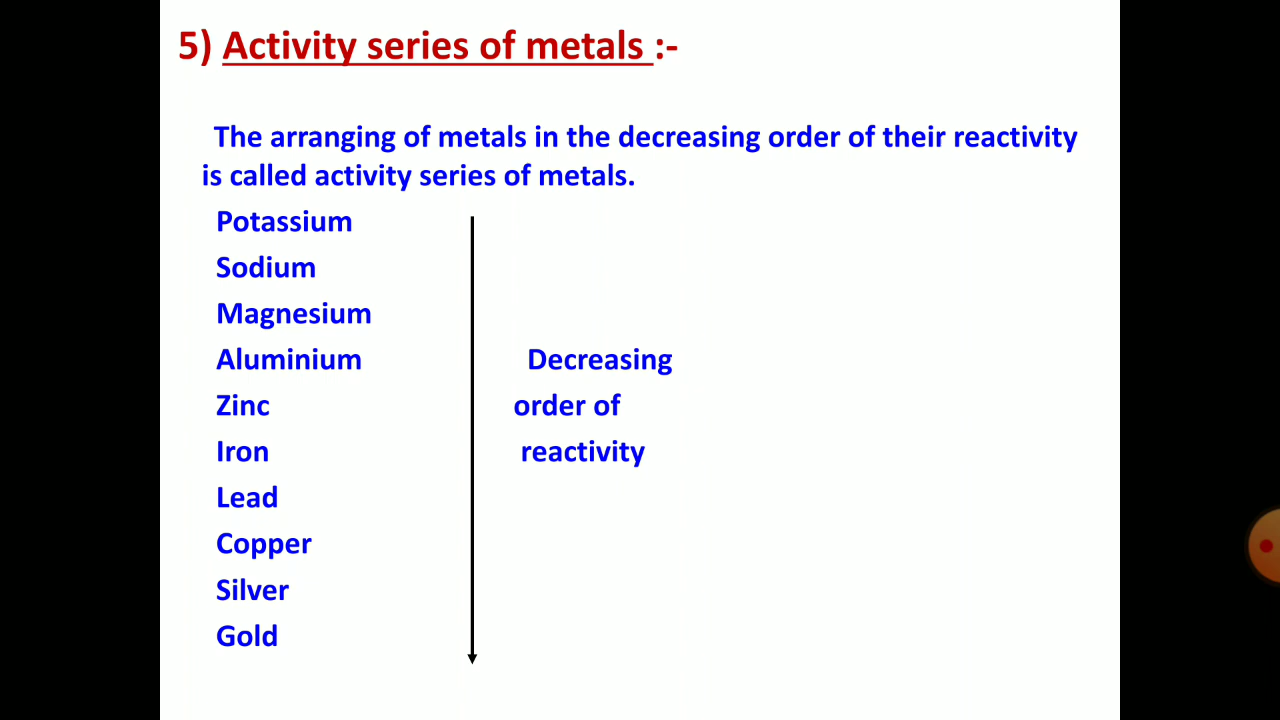 5) Activity series of metals :-
The arranging of metals in the decreasing order of their reactivity
is called activity series of metals.
Potassium
Sodium
Magnesium
Aluminium Decreasing
Zinc order of
Iron reactivity
Lead
Copper
Silver
Gold